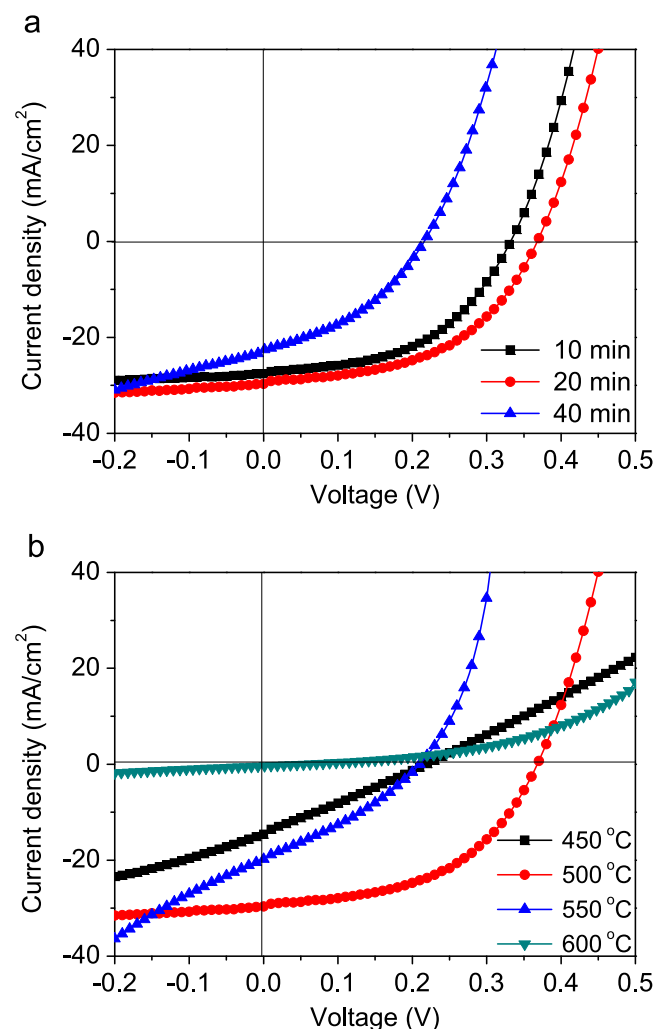 a
40
20
0
-20
-40
Current density (mA/cm²)
10 min
20 min
40 min
-0.2 -0.1 0.0 0.1 0.2 0.3 0.4 0.5
Voltage (V)
b
40
20
0
-20
-40
Current density (mA/cm²)
450 °C
500 °C
550 °C
600 °C
-0.2 -0.1 0.0 0.1 0.2 0.3 0.4 0.5
Voltage (V)